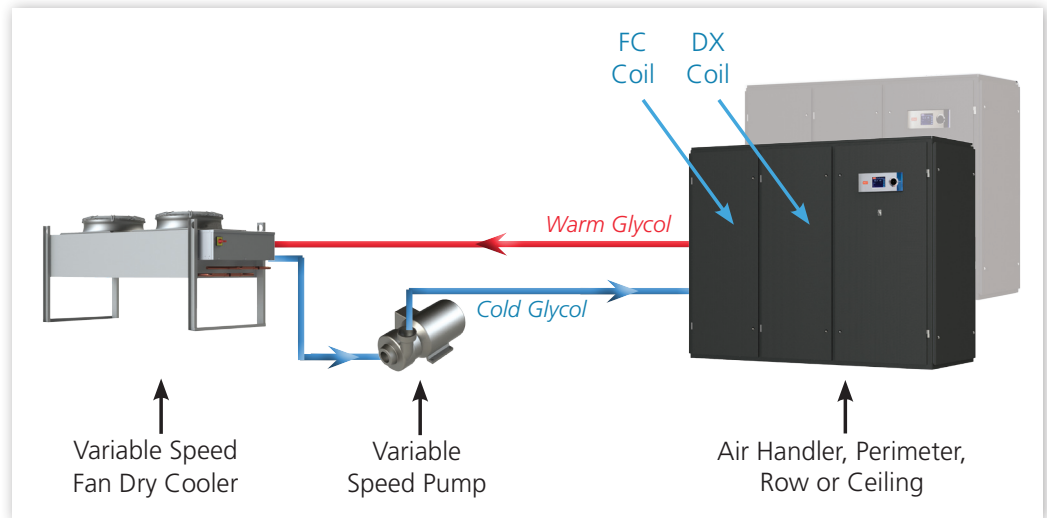 FC
Coil
DX
Coil
Warm Glycol
Cold Glycol
Variable Speed
Fan Dry Cooler
Variable
Speed Pump
Air Handler, Perimeter,
Row or Ceiling